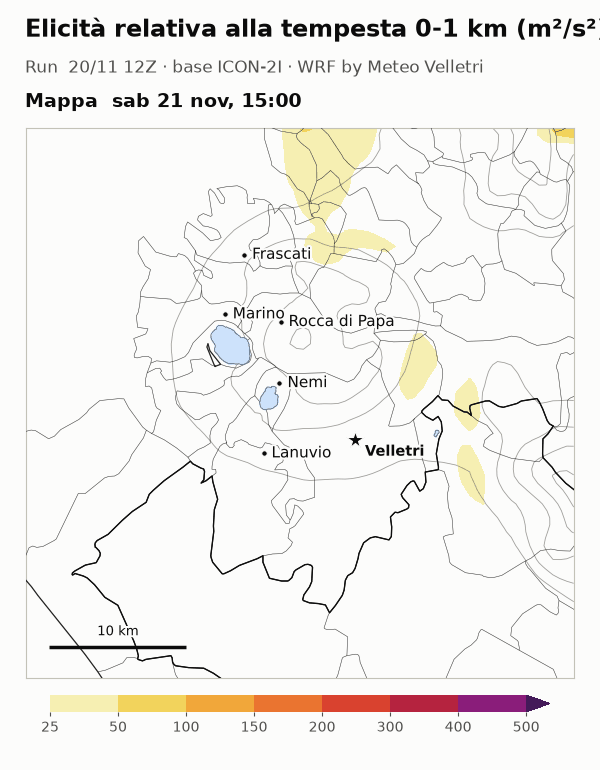 Elicità relativa alla tempesta 0-1 km (m²/s²)
Run  20/11 12Z · base ICON-2I · WRF by Meteo Velletri
Mappa  sab 21 nov, 15:00
Frascati
Marino
Rocca di Papa
Nemi
Velletri
Lanuvio
10 km
25 50 100 150 200 300 400 500